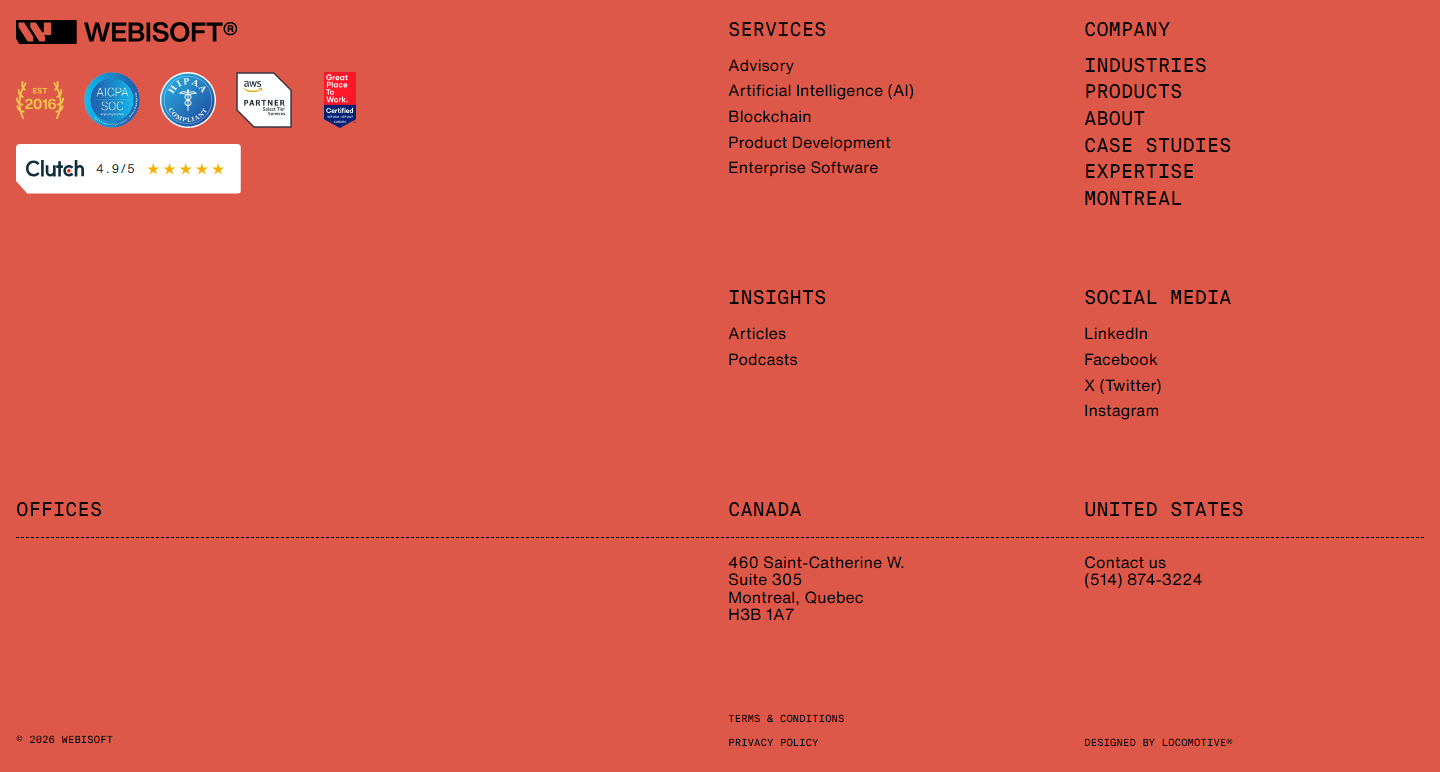 WEBISOFT®
EST
2016
AICPA
SOC
HIPAA
COMPLIANT
aws
PARTNER
Select Tier
Services
Great
Place
To
Work.
Certified
Clutch 4.9/5
SERVICES
Advisory
Artificial Intelligence (AI)
Blockchain
Product Development
Enterprise Software
COMPANY
INDUSTRIES
PRODUCTS
ABOUT
CASE STUDIES
EXPERTISE
MONTREAL
INSIGHTS
Articles
Podcasts
SOCIAL MEDIA
LinkedIn
Facebook
X (Twitter)
Instagram
OFFICES
CANADA
460 Saint-Catherine W.
Suite 305
Montreal, Quebec
H3B 1A7
UNITED STATES
Contact us
(514) 874-3224
© 2026 WEBISOFT
TERMS & CONDITIONS
PRIVACY POLICY
DESIGNED BY LOCOMOTIVE®